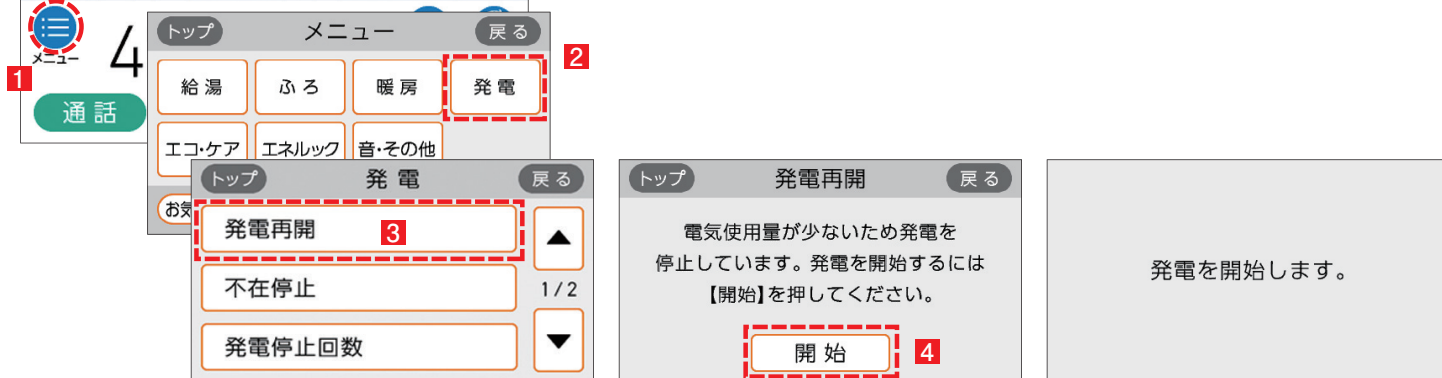 メニュー
1
4
通話
トップ
メニュー
戻る
2
給湯
ふろ
暖房
発電
エコ・ケア
エネルック
音・その他
お気
トップ
発電
戻る
発電再開
3
不在停止
1/2
発電停止回数
トップ
発電再開
戻る
電気使用量が少ないため発電を
停止しています。発電を開始するには
【開始】を押してください。
開始
4
発電を開始します。